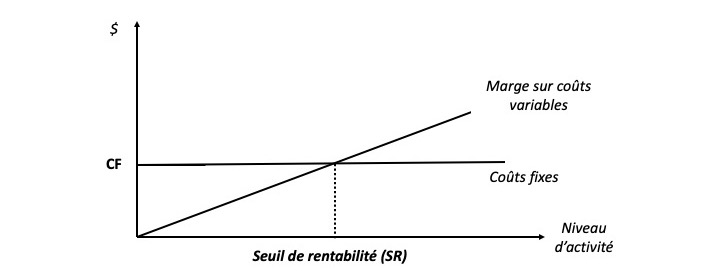 $
Marge sur coûts
variables
CF
Coûts fixes
Niveau
d’activité
Seuil de rentabilité (SR)